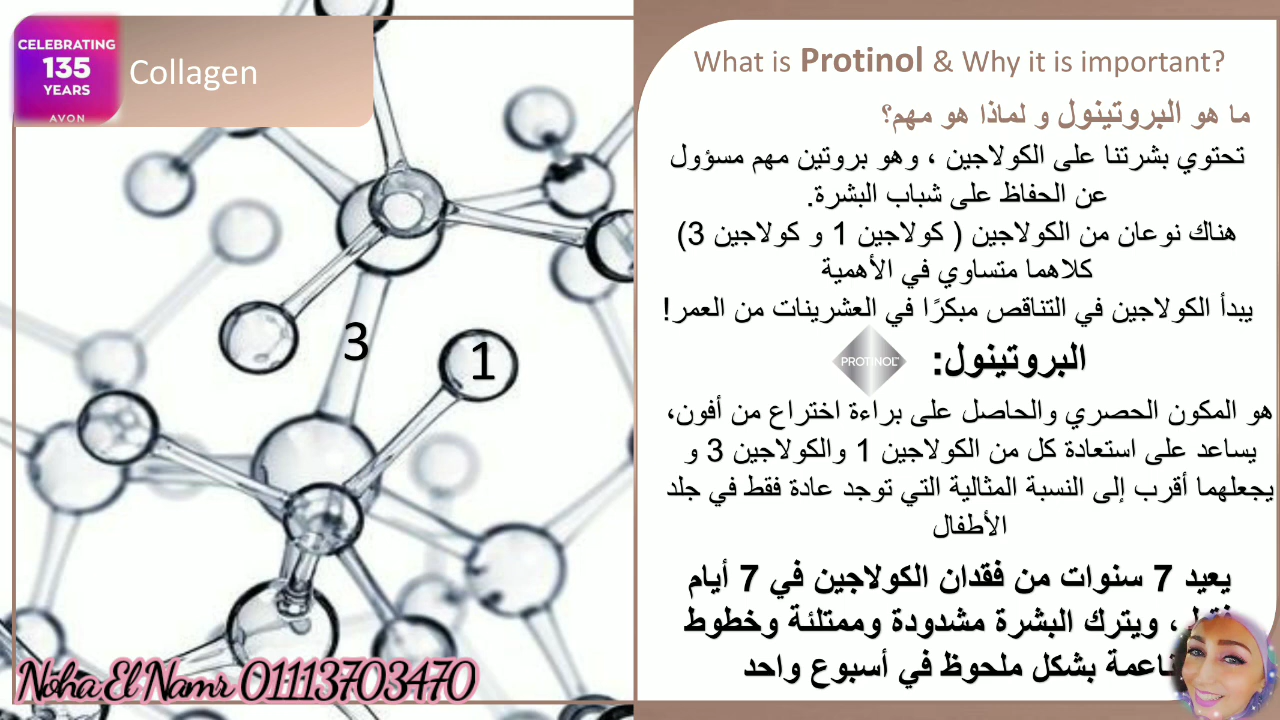 CELEBRATING
135
YEARS
AVON
Collagen
3
1
Noha El Namr 01113703470
What is Protinol & Why it is important?
ما هو البروتينول و لماذا هو مهم؟
تحتوي بشرتنا على الكولاجين ، وهو بروتين مهم مسؤول
عن الحفاظ على شباب البشرة.
هناك نوعان من الكولاجين ( كولاجين 1 و كولاجين 3)
كلاهما متساوي في الأهمية
يبدأ الكولاجين في التناقص مبكرًا في العشرينات من العمر!
البروتينول:
PROTINOL™
هو المكون الحصري والحاصل على براءة اختراع من أفون،
يساعد على استعادة كل من الكولاجين 1 والكولاجين 3 و
يجعلهما أقرب إلى النسبة المثالية التي توجد عادة فقط في جلد
الأطفال
يعيد 7 سنوات من فقدان الكولاجين في 7 أيام
، ويترك البشرة مشدودة وممتلئة وخطوط
ناعمة بشكل ملحوظ في أسبوع واحد